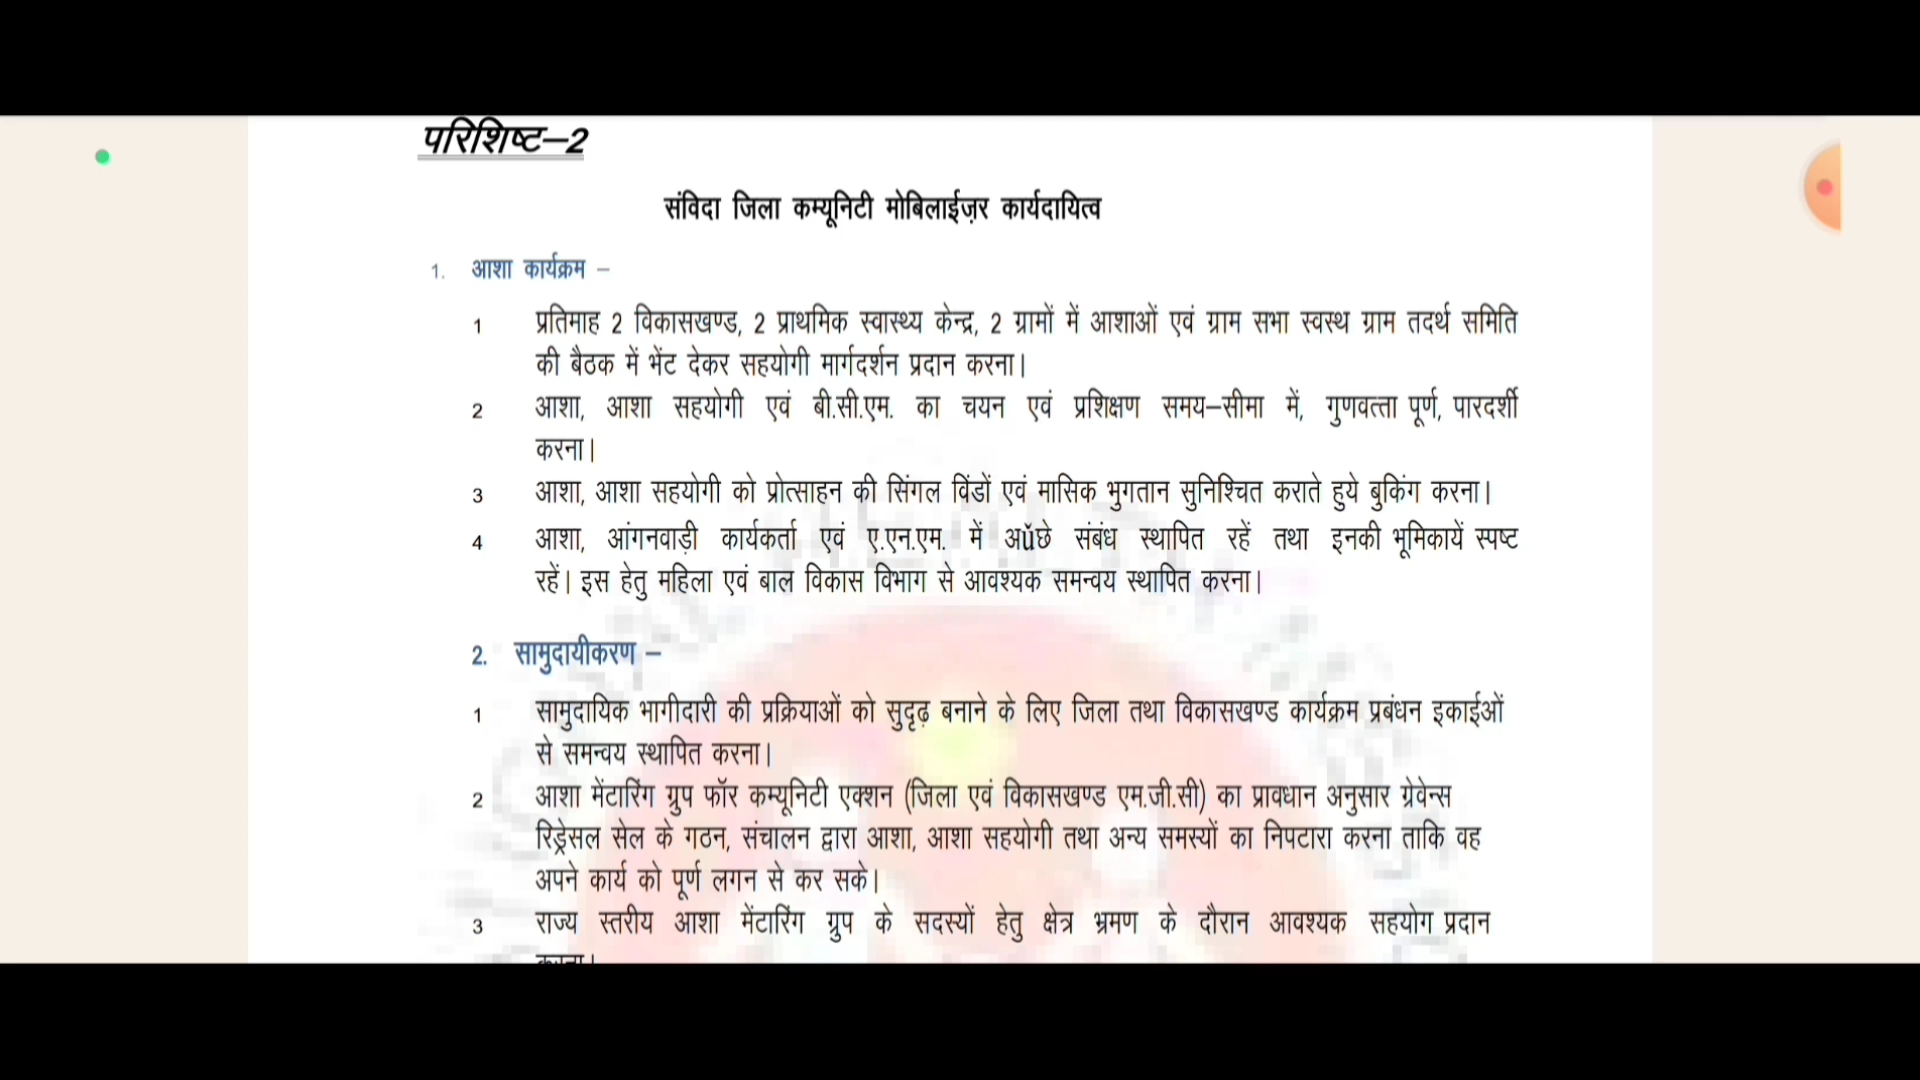 परिशिष्ट–2
संविदा जिला कम्यूनिटी मोबिलाईज़र कार्यदायित्व
1. आशा कार्यक्रम –
1 प्रतिमाह 2 विकासखण्ड, 2 प्राथमिक स्वास्थ्य केन्द्र, 2 ग्रामों में आशाओं एवं ग्राम सभा स्वस्थ ग्राम तदर्थ समिति
की बैठक में भेंट देकर सहयोगी मार्गदर्शन प्रदान करना।
2 आशा, आशा सहयोगी एवं बी.सी.एम. का चयन एवं प्रशिक्षण समय–सीमा में, गुणवत्ता पूर्ण, पारदर्शी
करना।
3 आशा, आशा सहयोगी को प्रोत्साहन की सिंगल विंडों एवं मासिक भुगतान सुनिश्चित कराते हुये बुकिंग करना।
4 आशा, आंगनवाड़ी कार्यकर्ता एवं ए.एन.एम. में अǔछे संबंध स्थापित रहें तथा इनकी भूमिकायें स्पष्ट
रहें। इस हेतु महिला एवं बाल विकास विभाग से आवश्यक समन्वय स्थापित करना।
2. सामुदायीकरण –
1 सामुदायिक भागीदारी की प्रक्रियाओं को सुदृढ़ बनाने के लिए जिला तथा विकासखण्ड कार्यक्रम प्रबंधन इकाईओं
से समन्वय स्थापित करना।
2 आशा मेंटारिंग ग्रुप फॉर कम्यूनिटी एक्शन (जिला एवं विकासखण्ड एम.जी.सी) का प्रावधान अनुसार ग्रेवेन्स
रिड्रेसल सेल के गठन, संचालन द्वारा आशा, आशा सहयोगी तथा अन्य समस्यों का निपटारा करना ताकि वह
अपने कार्य को पूर्ण लगन से कर सके।
3 राज्य स्तरीय आशा मेंटारिंग ग्रुप के सदस्यों हेतु क्षेत्र भ्रमण के दौरान आवश्यक सहयोग प्रदान
करना।